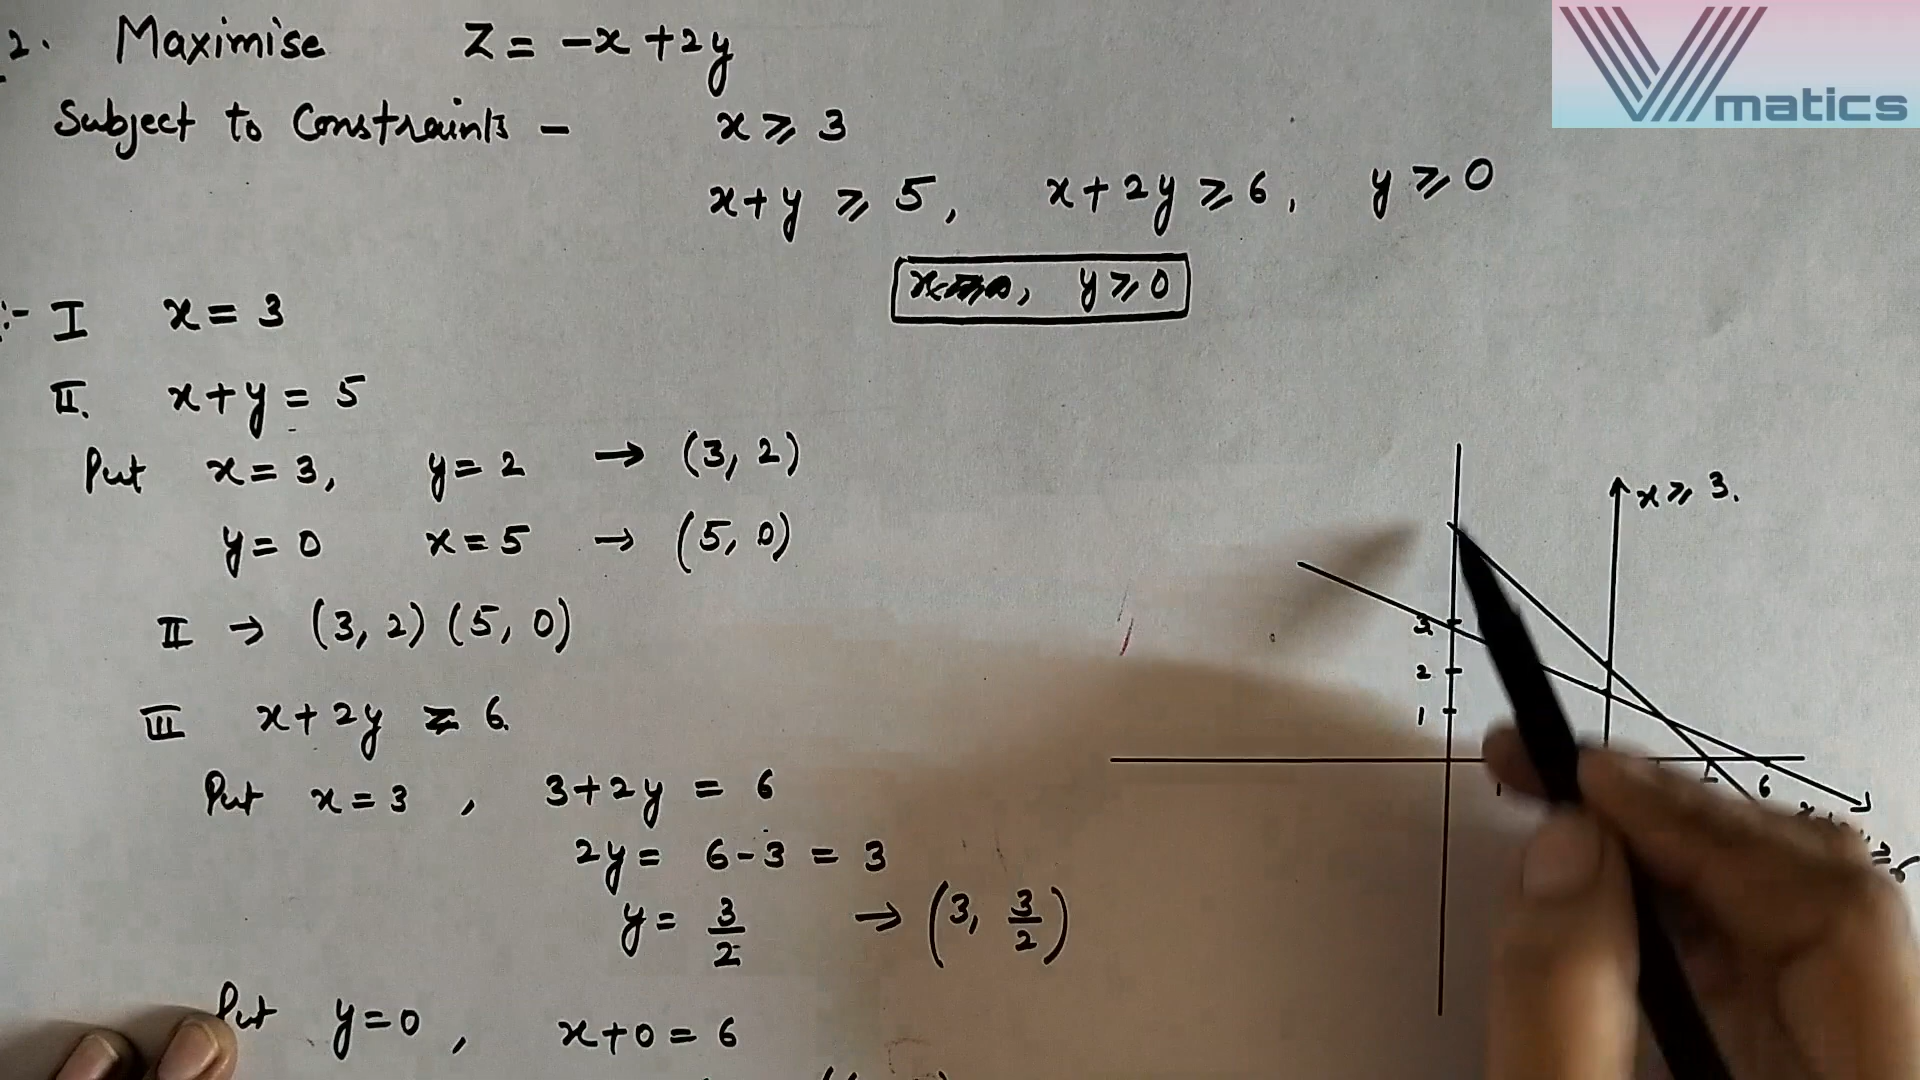 2. Maximise Z = -x + 2y
Subject to Constraints - x ⩾ 3
x + y ⩾ 5, x + 2y ⩾ 6, y ⩾ 0
y ⩾ 0
:- I x = 3
II. x + y = 5
Put x = 3, y = 2 → (3, 2)
y = 0 x = 5 → (5, 0)
II → (3, 2) (5, 0)
III x + 2y = 6
Put x = 3, 3 + 2y = 6
2y = 6 - 3 = 3
y = 3/2 → (3, 3/2)
Put y = 0, x + 0 = 6
x ⩾ 3.
3
2
1
1
6
Vmatics